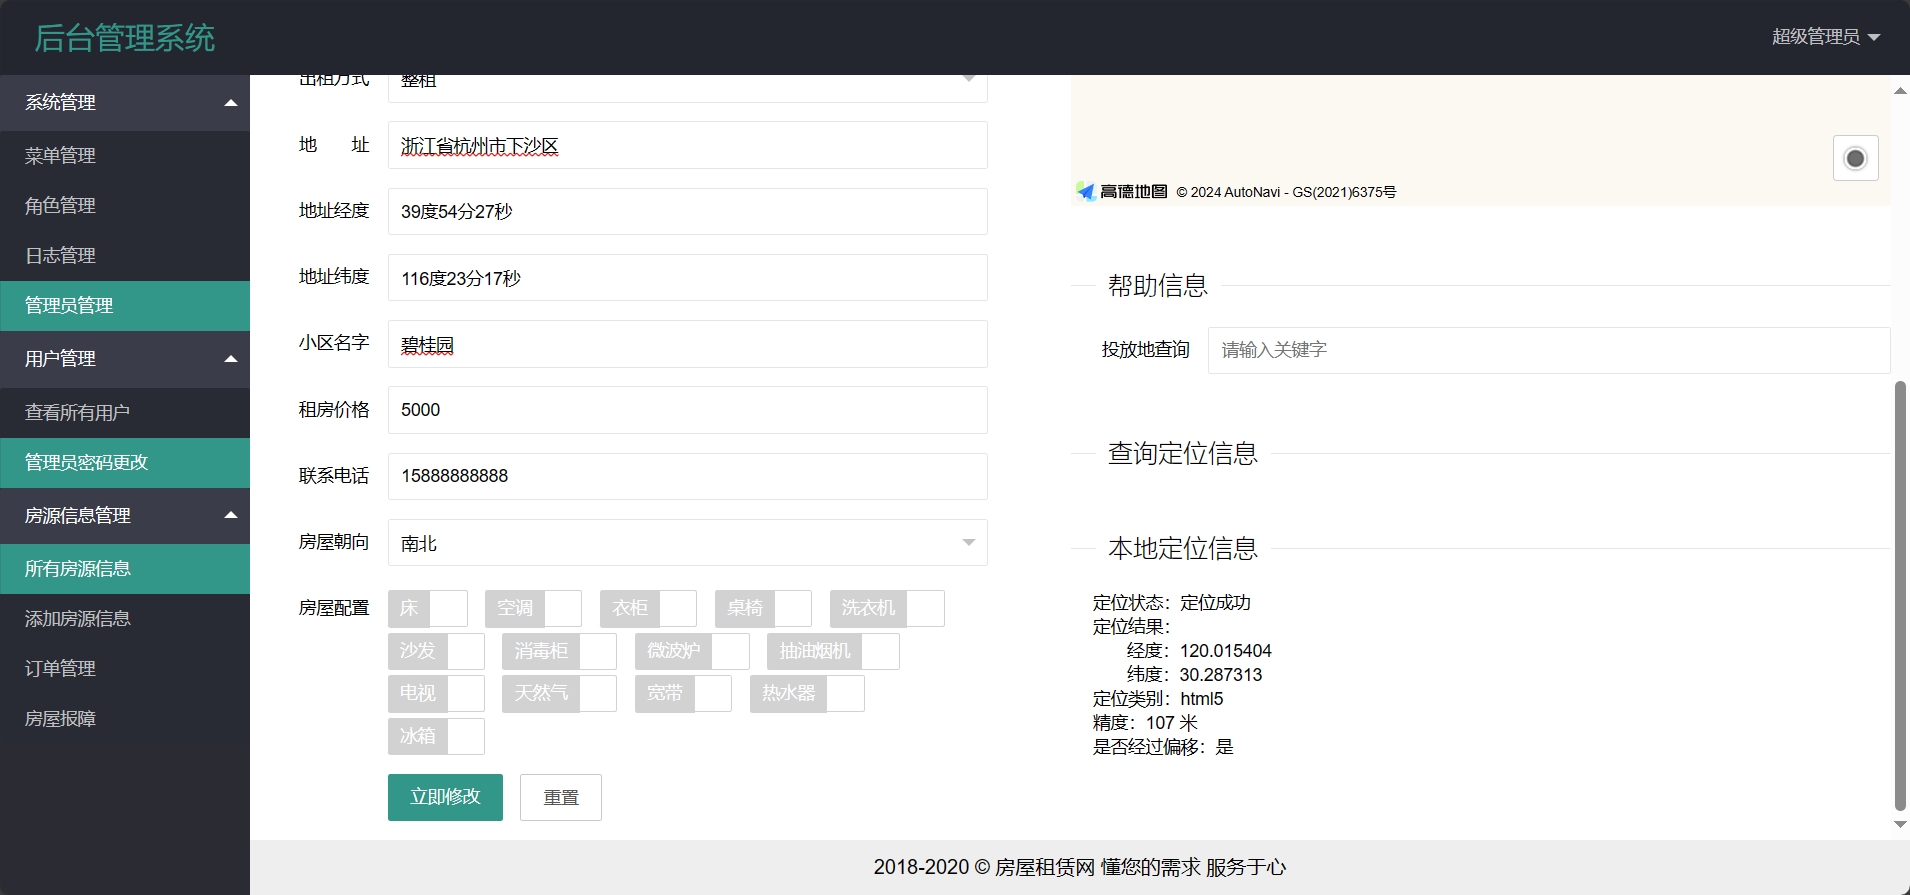 后台管理系统
超级管理员
系统管理
菜单管理
角色管理
日志管理
管理员管理
用户管理
查看所有用户
管理员密码更改
房源信息管理
所有房源信息
添加房源信息
订单管理
房屋报障
出租方式 整租
地 址 浙江省杭州市下沙区
地址经度 39度54分27秒
地址纬度 116度23分17秒
小区名字 碧桂园
租房价格 5000
联系电话 15888888888
房屋朝向 南北
房屋配置 床 空调 衣柜 桌椅 洗衣机
沙发 消毒柜 微波炉 抽油烟机
电视 天然气 宽带 热水器
冰箱
立即修改 重置
高德地图 © 2024 AutoNavi - GS(2021)6375号
帮助信息
投放地查询 请输入关键字
查询定位信息
本地定位信息
定位状态：定位成功
定位结果：
经度：120.015404
纬度：30.287313
定位类别：html5
精度：107 米
是否经过偏移：是
2018-2020 © 房屋租赁网 懂您的需求 服务于心